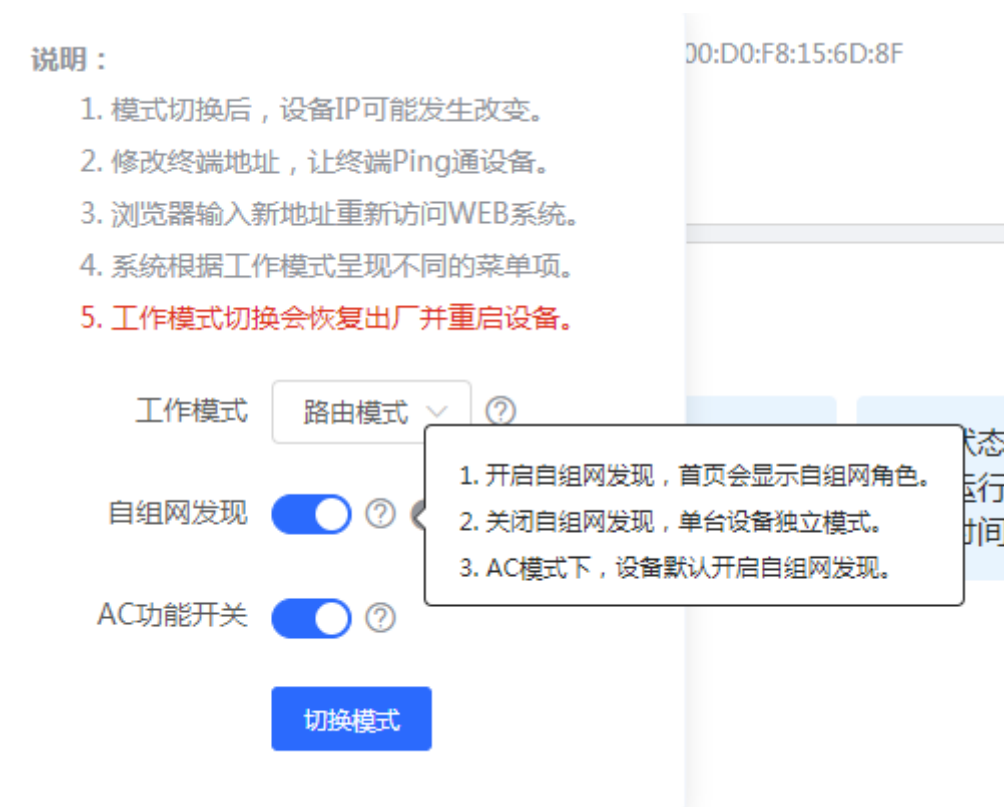 说明：
00:D0:F8:15:6D:8F
1. 模式切换后，设备IP可能发生改变。
2. 修改终端地址，让终端Ping通设备。
3. 浏览器输入新地址重新访问WEB系统。
4. 系统根据工作模式呈现不同的菜单项。
5. 工作模式切换会恢复出厂并重启设备。
工作模式 路由模式
自组网发现
1. 开启自组网发现，首页会显示自组网角色。
2. 关闭自组网发现，单台设备独立模式。
3. AC模式下，设备默认开启自组网发现。
态
行
间
AC功能开关
切换模式